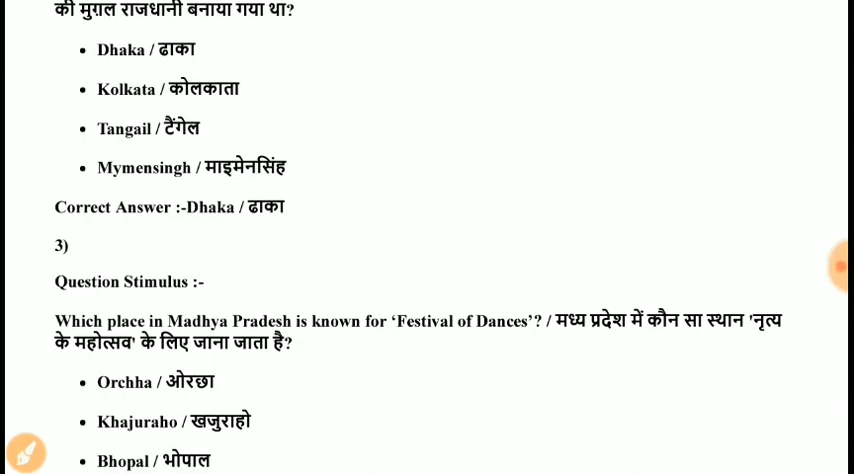 की मुग़ल राजधानी बनाया गया था?
• Dhaka / ढाका
• Kolkata / कोलकाता
• Tangail / टैंगेल
• Mymensingh / माइमेनसिंह
Correct Answer :-Dhaka / ढाका
3)
Question Stimulus :-
Which place in Madhya Pradesh is known for ‘Festival of Dances’? / मध्य प्रदेश में कौन सा स्थान 'नृत्य
के महोत्सव' के लिए जाना जाता है?
• Orchha / ओरछा
• Khajuraho / खजुराहो
• Bhopal / भोपाल